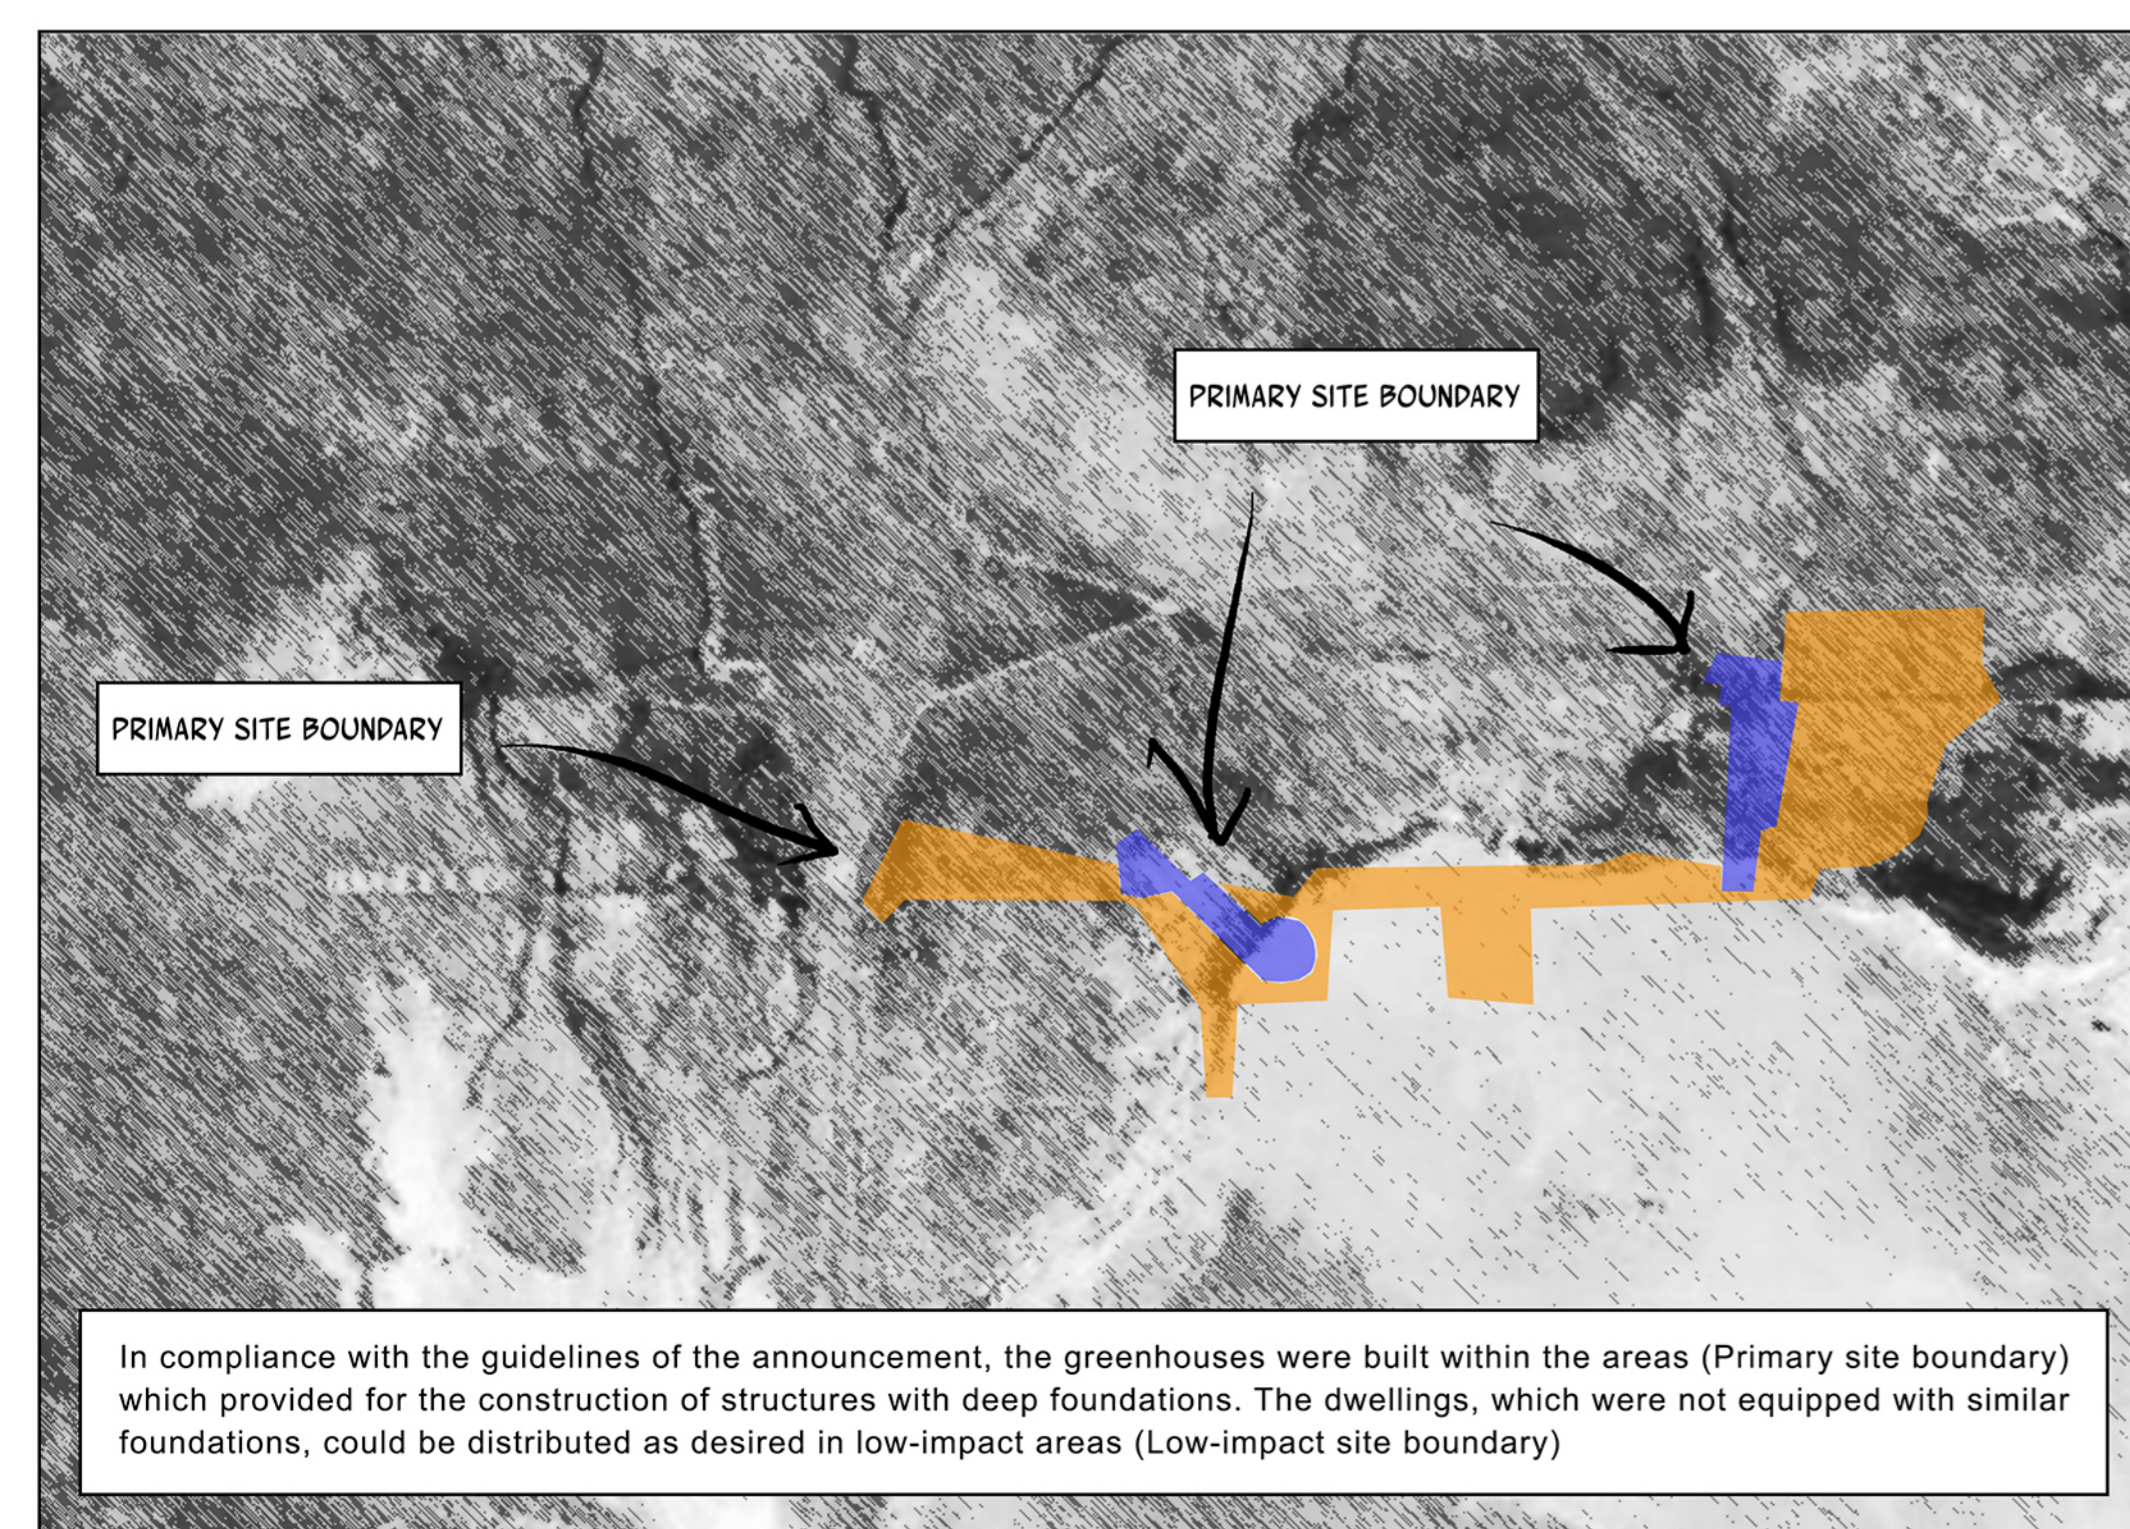 PRIMARY SITE BOUNDARY
PRIMARY SITE BOUNDARY
In compliance with the guidelines of the announcement, the greenhouses were built within the areas (Primary site boundary)
which provided for the construction of structures with deep foundations. The dwellings, which were not equipped with similar
foundations, could be distributed as desired in low-impact areas (Low-impact site boundary)